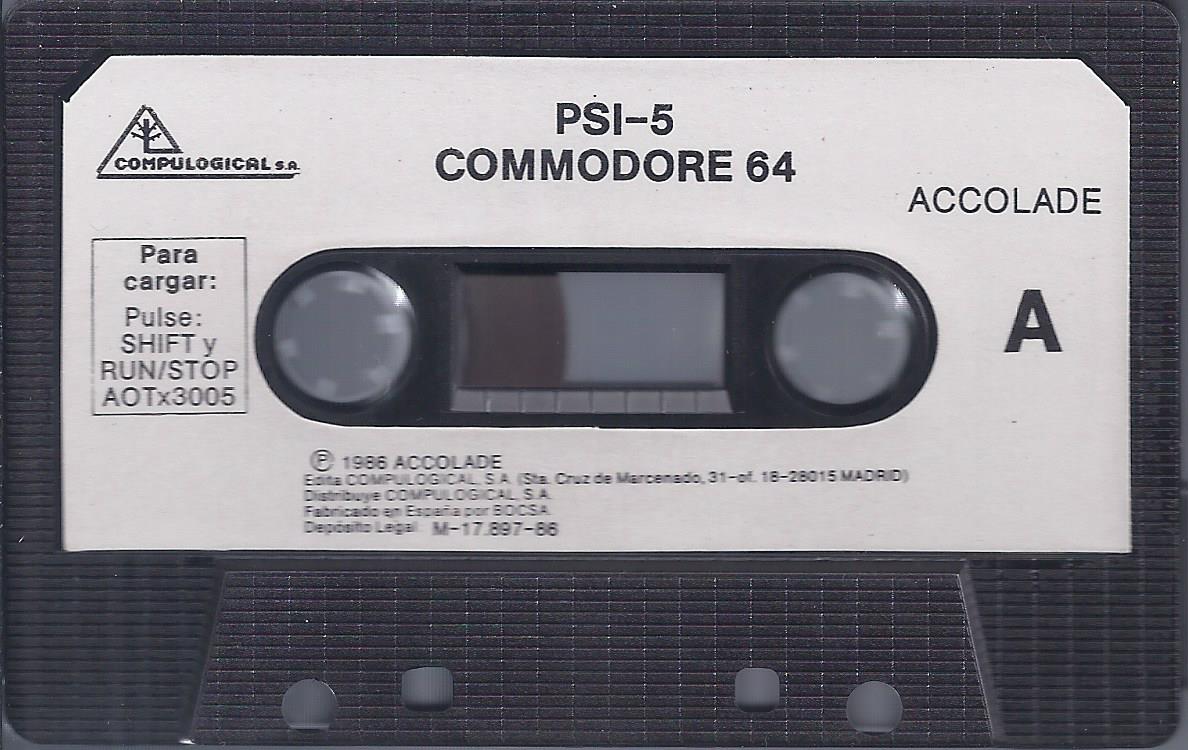 COMPULOGICAL S.A.
PSI-5
COMMODORE 64
ACCOLADE
Para
cargar:
Pulse:
SHIFT y
RUN/STOP
AOTx3005
A
Ⓟ 1986 ACCOLADE
Edita COMPULOGICAL, S.A. (Sta. Cruz de Marcenado, 31-of. 18-28015 MADRID)
Distribuye COMPULOGICAL, S.A.
Fabricado en España por BOCSA
Depósito Legal M-17.897-86